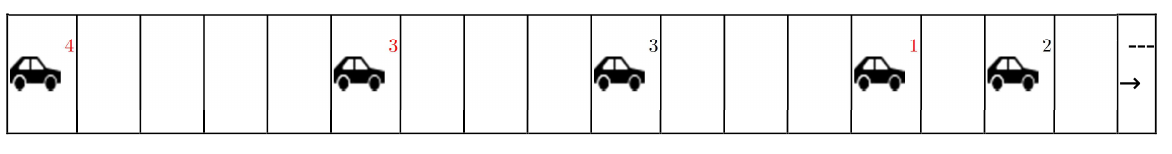 4 3 3 1 2 ---
→